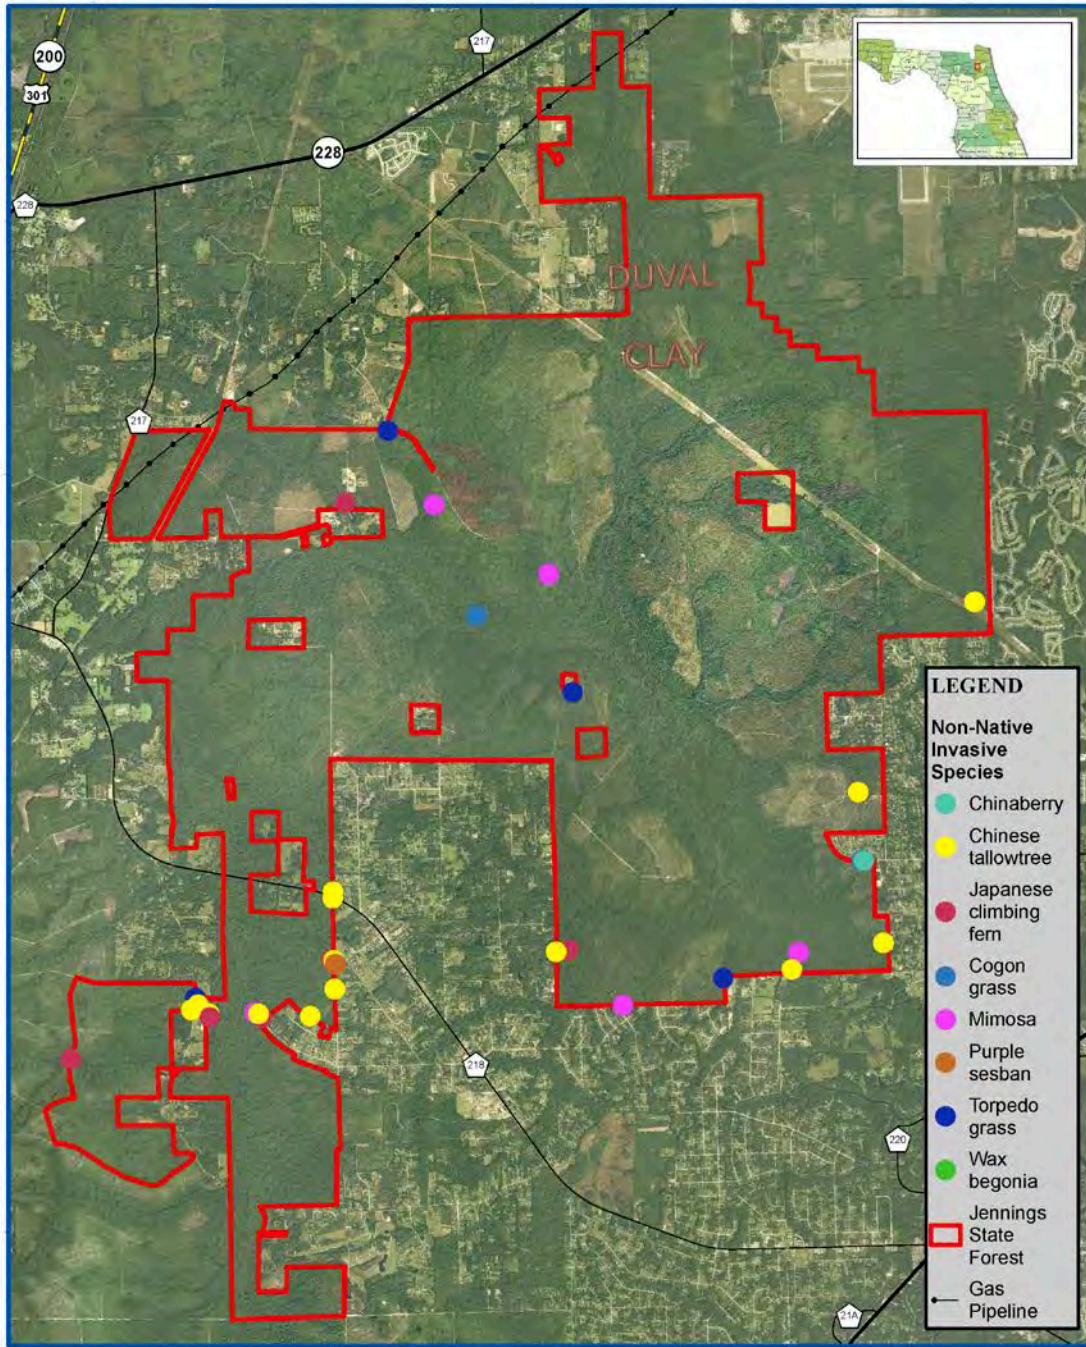 217
200
301
228
228
DUVAL
CLAY
217
LEGEND
Non-Native
Invasive
Species
Chinaberry
Chinese
tallowtree
Japanese
climbing
fern
Cogon
grass
Mimosa
Purple
sesban
Torpedo
grass
Wax
begonia
Jennings
State
Forest
Gas
Pipeline
218
220
21A